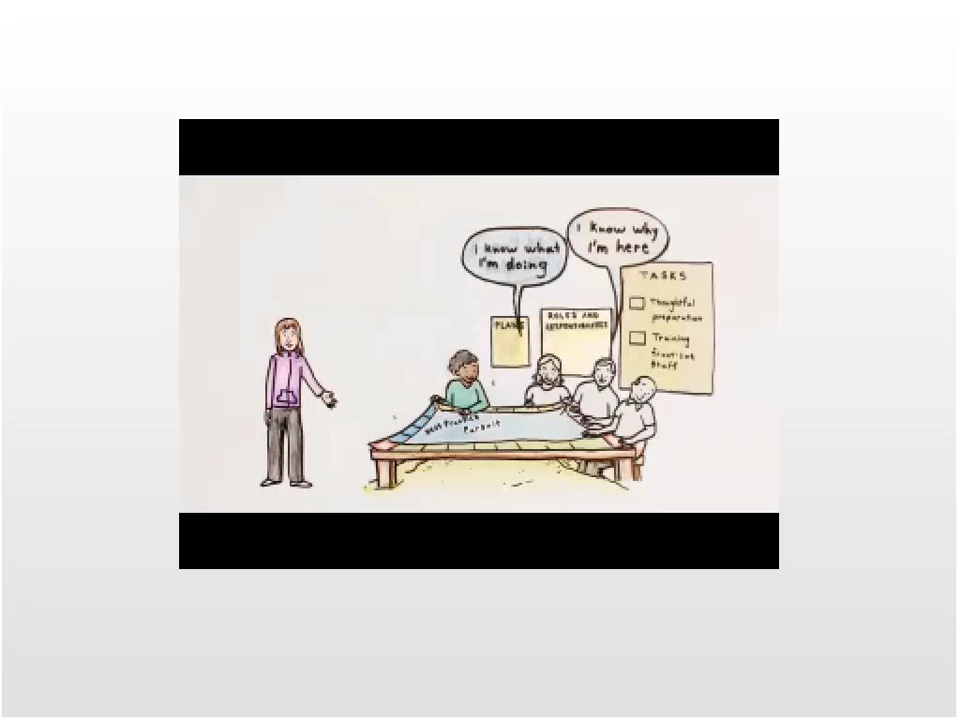 I know what
I'm doing
I know why
I'm here
PLANS
ROLES AND
RESPONSIBILITIES
TASKS
Thoughtful
preparation
Training
front-line
staff
Best Practice
Pursuit